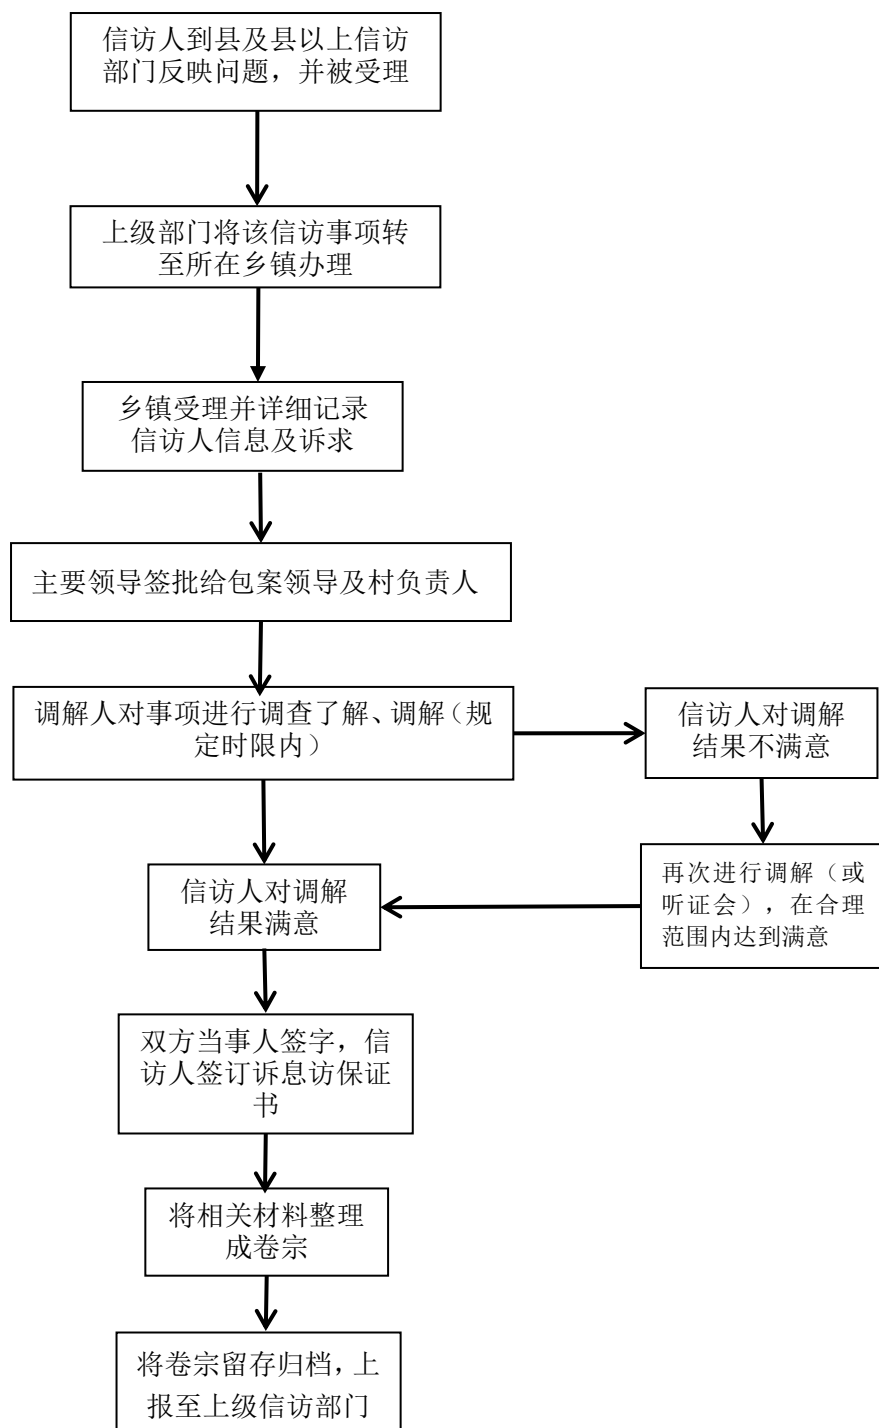 信访人到县及县以上信访
部门反映问题，并被受理
上级部门将该信访事项转
至所在乡镇办理
乡镇受理并详细记录
信访人信息及诉求
主要领导签批给包案领导及村负责人
调解人对事项进行调查了解、调解（规
定时限内）
信访人对调解
结果不满意
再次进行调解（或
听证会），在合理
范围内达到满意
信访人对调解
结果满意
双方当事人签字，信
访人签订诉息访保证
书
将相关材料整理
成卷宗
将卷宗留存归档，上
报至上级信访部门